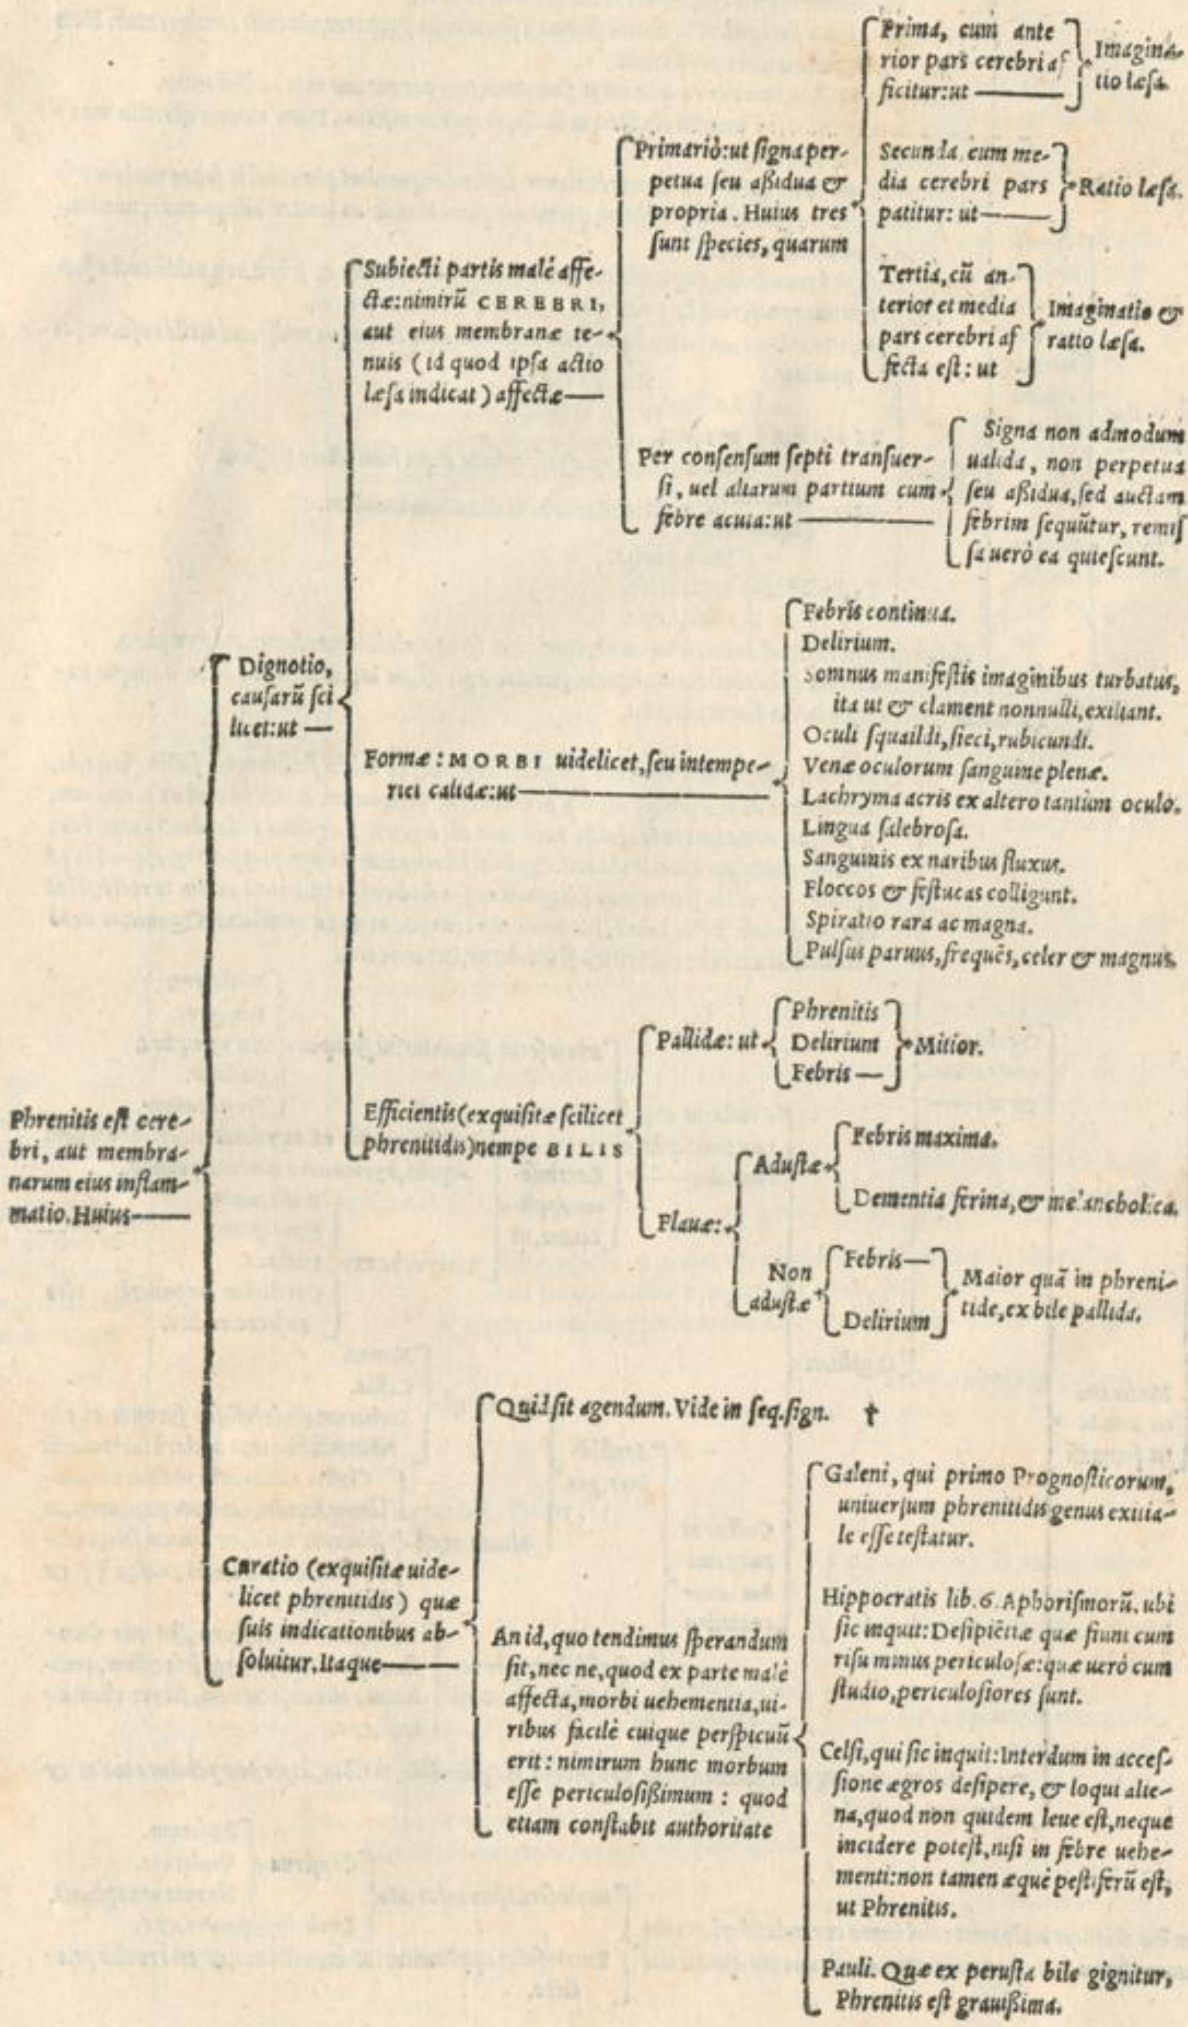 Phrenitis est cere-
bri, aut membra-
narum eius inflam-
matio. Huius
Dignotio,
causarũ sci
licet: ut
Subiecti partis malè affe-
ctæ: nimirũ CEREBRI,
aut eius membranæ te-
nuis (id quod ipsa actio
læsa indicat) affectæ
Primariò: ut signa per-
petua seu aßidua &
propria. Huius tres
sunt species, quarum
Prima, cum ante
rior pars cerebri af
ficitur: ut
Imagina-
tio læsa.
Secunda, cum me-
dia cerebri pars
patitur: ut
Ratio læsa.
Tertia, cũ an-
terior et media
pars cerebri af
fecta est: ut
Imaginatio &
ratio læsa.
Per consensum septi transuer-
si, uel aliarum partium cum
febre acuta: ut
Signa non admodum
ualida, non perpetua
seu aßidua, sed auctam
febrim sequũtur, remis
sa uerò ea quiescunt.
Formæ: MORBI uidelicet, seu intempe-
riei calidæ: ut
Febris continua.
Delirium.
Somnus manifestis imaginibus turbatus,
ita ut & clament nonnulli, exiliant.
Oculi squalidi, sicci, rubicundi.
Venæ oculorum sanguine plenæ.
Lachryma acris ex altero tantùm oculo.
Lingua salebrosa.
Sanguinis ex naribus fluxus.
Floccos & festucas colligunt.
Spiratio rara ac magna.
Pulsus paruus, frequẽs, celer & magnus.
Efficientis (exquisitæ scilicet
phrenitidis) nempe BILIS
Pallidæ: ut
Phrenitis
Delirium
Febris
Mitior.
Flauæ:
Adustæ
Febris maxima.
Dementia ferina, & melancholica.
Non
adustæ
Febris
Delirium
Maior quã in phreni-
tide, ex bile pallida.
Curatio (exquisitæ uide-
licet phrenitidis) quæ
suis indicationibus ab-
soluitur. Itaque
Quid sit agendum. Vide in seq. sign. †
An id, quo tendimus sperandum
sit, nec ne, quod ex parte malè
affecta, morbi uehementia, ui-
ribus facilè cuique perspicuũ
erit: nimirum hunc morbum
esse periculosißimum: quod
etiam constabit authoritate
Galeni, qui primo Prognosticorum,
uniuersum phrenitidis genus exitia-
le esse testatur.
Hippocratis lib. 6. Aphorismorũ. ubi
sic inquit: Desipiẽtiæ quæ fiunt cum
risu minus periculosæ: quæ uerò cum
studio, periculosiores sunt.
Celsi, qui sic inquit: Interdum in acces-
sione ægros desipere, & loqui alie-
na, quod non quidem leue est, neque
incidere potest, nisi in febre uehe-
menti: non tamen æquè pestiferũ est,
ut Phrenitis.
Pauli. Quæ ex perusta bile gignitur,
Phrenitis est grauißima.